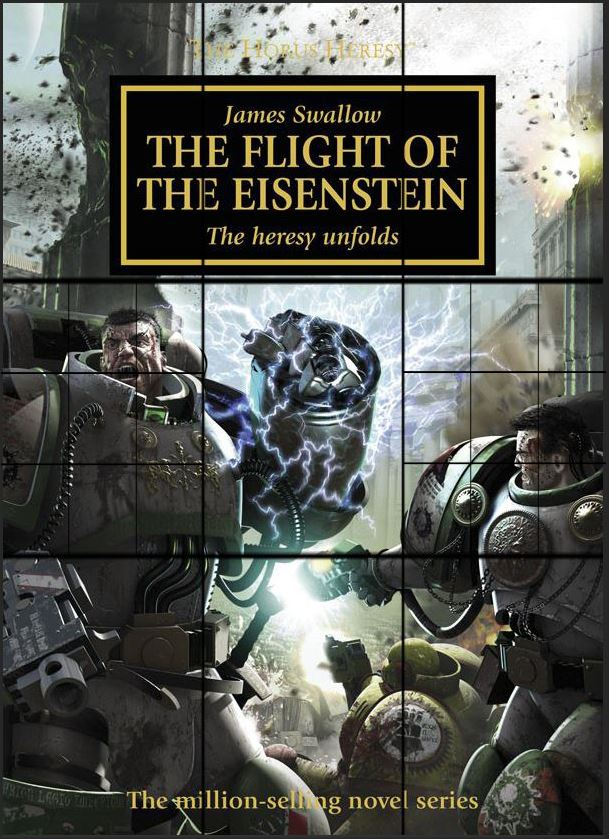 THE HORUS HERESY
James Swallow
THE FLIGHT OF
THE EISENSTEIN
The heresy unfolds
The million-selling novel series